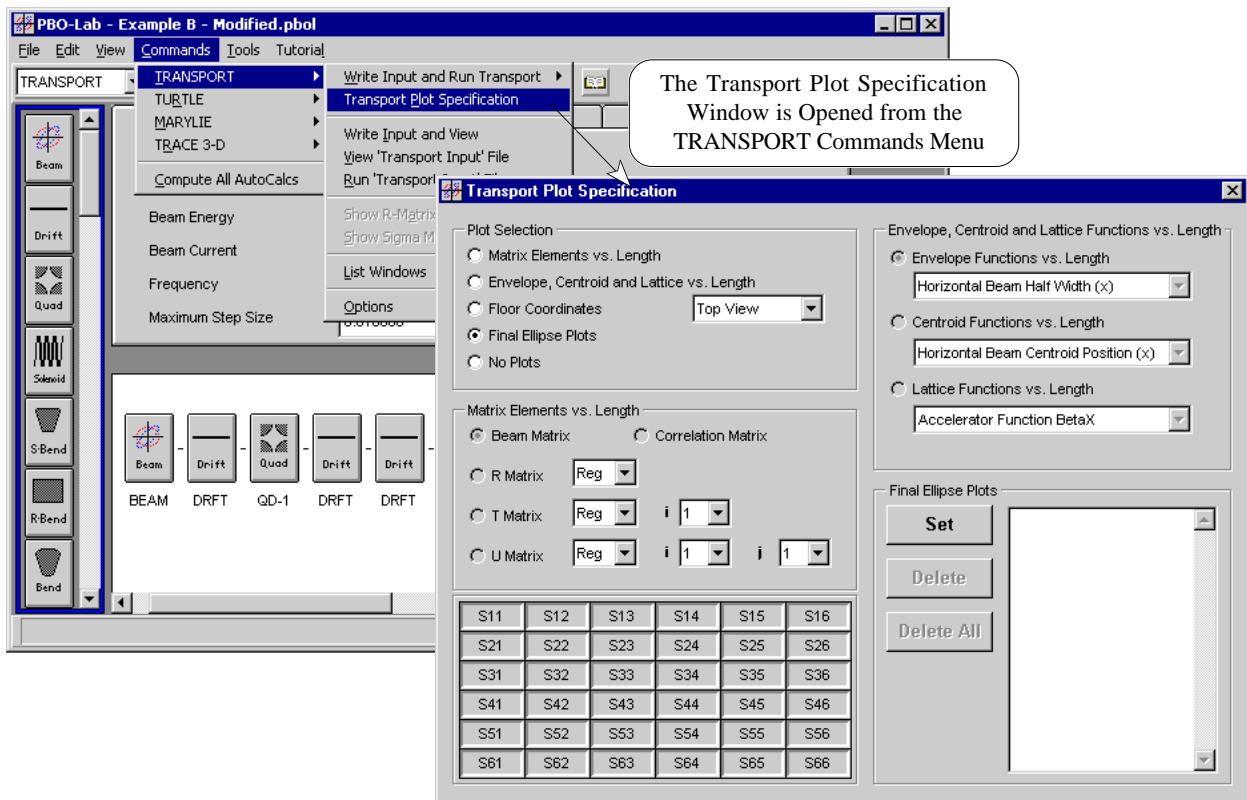 PBO-Lab - Example B - Modified.pbol
File Edit View Commands Tools Tutorial
TRANSPORT
TRANSPORT
TURTLE
MARYLIE
TRACE 3-D
Compute All AutoCalcs
Write Input and Run Transport
Transport Plot Specification
Write Input and View
View 'Transport Input' File
Run 'Transport
Show R-Matrix
Show Sigma M
List Windows
Options
The Transport Plot Specification
Window is Opened from the
TRANSPORT Commands Menu
Beam
Drift
Quad
Solenoid
S-Bend
R-Bend
Bend
Beam Energy
Beam Current
Frequency
Maximum Step Size
Beam
Drift
Quad
Drift
Drift
BEAM
DRFT
QD-1
DRFT
DRFT
Transport Plot Specification
Plot Selection
Matrix Elements vs. Length
Envelope, Centroid and Lattice vs. Length
Floor Coordinates
Top View
Final Ellipse Plots
No Plots
Matrix Elements vs. Length
Beam Matrix
Correlation Matrix
R Matrix
Reg
T Matrix
Reg
i
1
U Matrix
Reg
i
1
j
1
S11 S12 S13 S14 S15 S16
S21 S22 S23 S24 S25 S26
S31 S32 S33 S34 S35 S36
S41 S42 S43 S44 S45 S46
S51 S52 S53 S54 S55 S56
S61 S62 S63 S64 S65 S66
Envelope, Centroid and Lattice Functions vs. Length
Envelope Functions vs. Length
Horizontal Beam Half Width (x)
Centroid Functions vs. Length
Horizontal Beam Centroid Position (x)
Lattice Functions vs. Length
Accelerator Function BetaX
Final Ellipse Plots
Set
Delete
Delete All